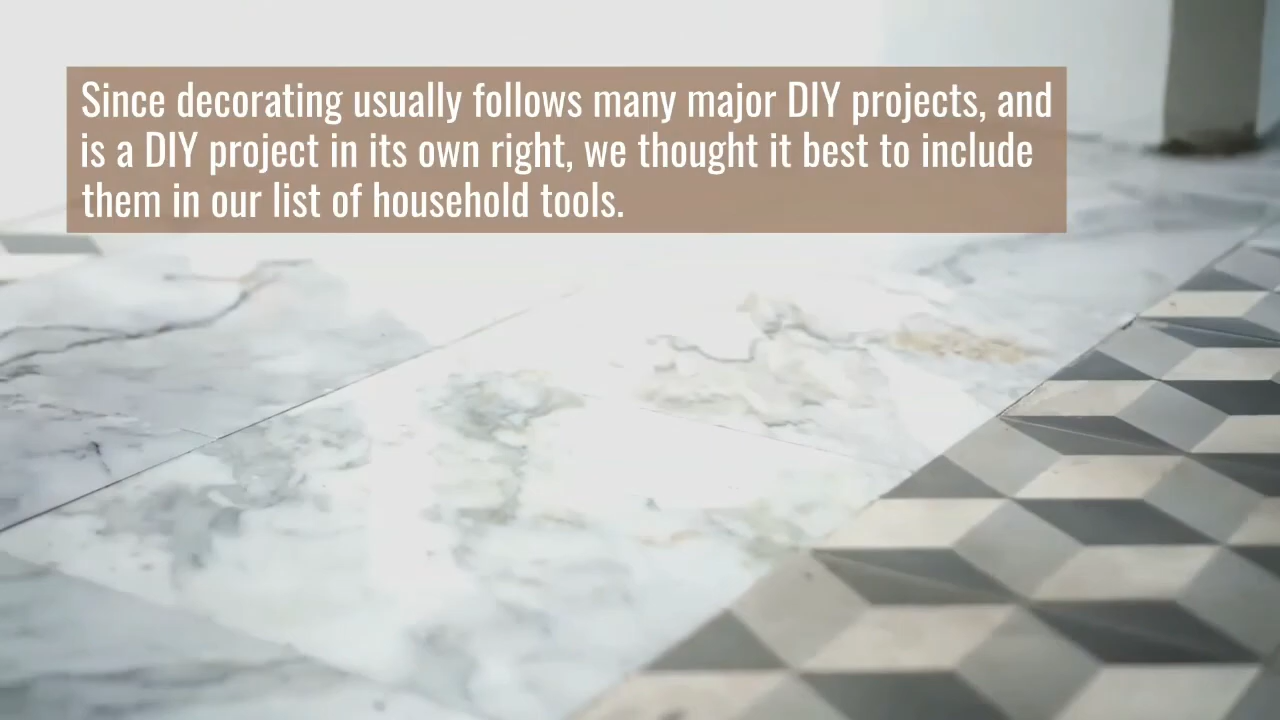 Since decorating usually follows many major DIY projects, and
is a DIY project in its own right, we thought it best to include
them in our list of household tools.